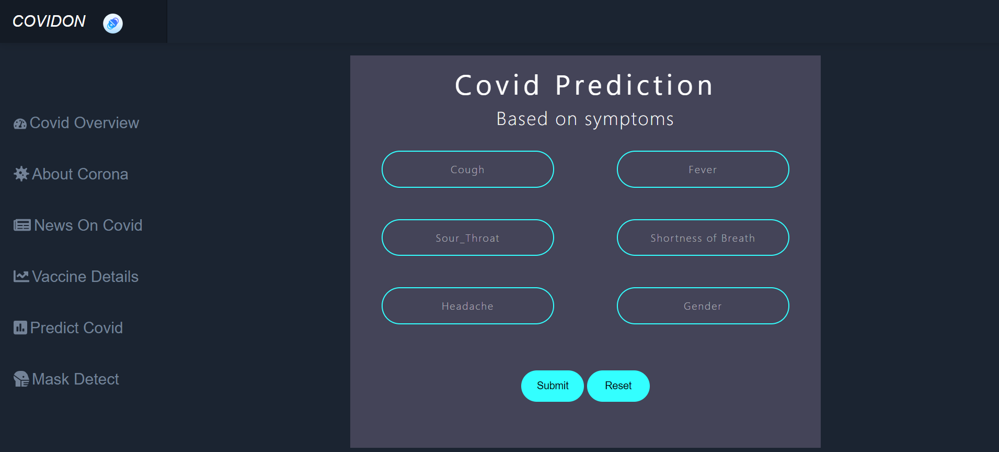 COVIDON
Covid Overview
About Corona
News On Covid
Vaccine Details
Predict Covid
Mask Detect
Covid Prediction
Based on symptoms
Cough
Fever
Sour_Throat
Shortness of Breath
Headache
Gender
Submit
Reset